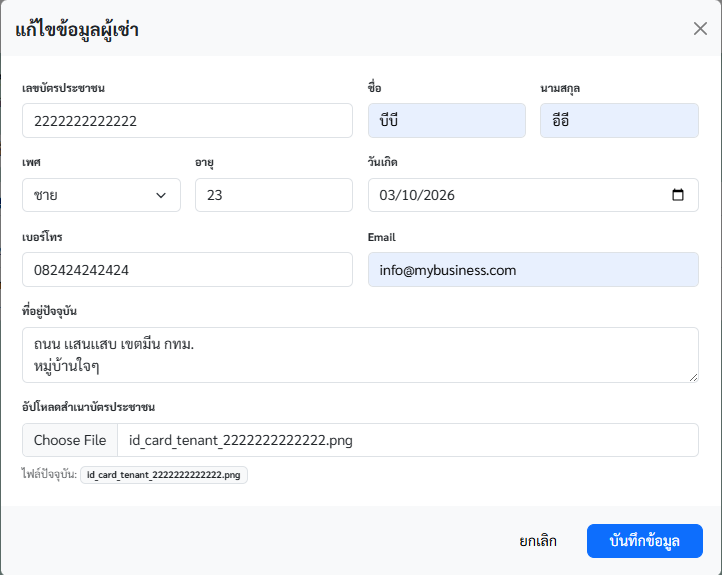 แก้ไขข้อมูลผู้เช่า
เลขบัตรประชาชน ชื่อ นามสกุล
2222222222222 บีบี อีอี
เพศ อายุ วันเกิด
ชาย 23 03/10/2026
เบอร์โทร Email
082424242424 info@mybusiness.com
ที่อยู่ปัจจุบัน
ถนน แสนแสบ เขตมีน กทม.
หมู่บ้านใจๆ
อัปโหลดสำเนาบัตรประชาชน
Choose File id_card_tenant_2222222222222.png
ไฟล์ปัจจุบัน: id_card_tenant_2222222222222.png
ยกเลิก บันทึกข้อมูล